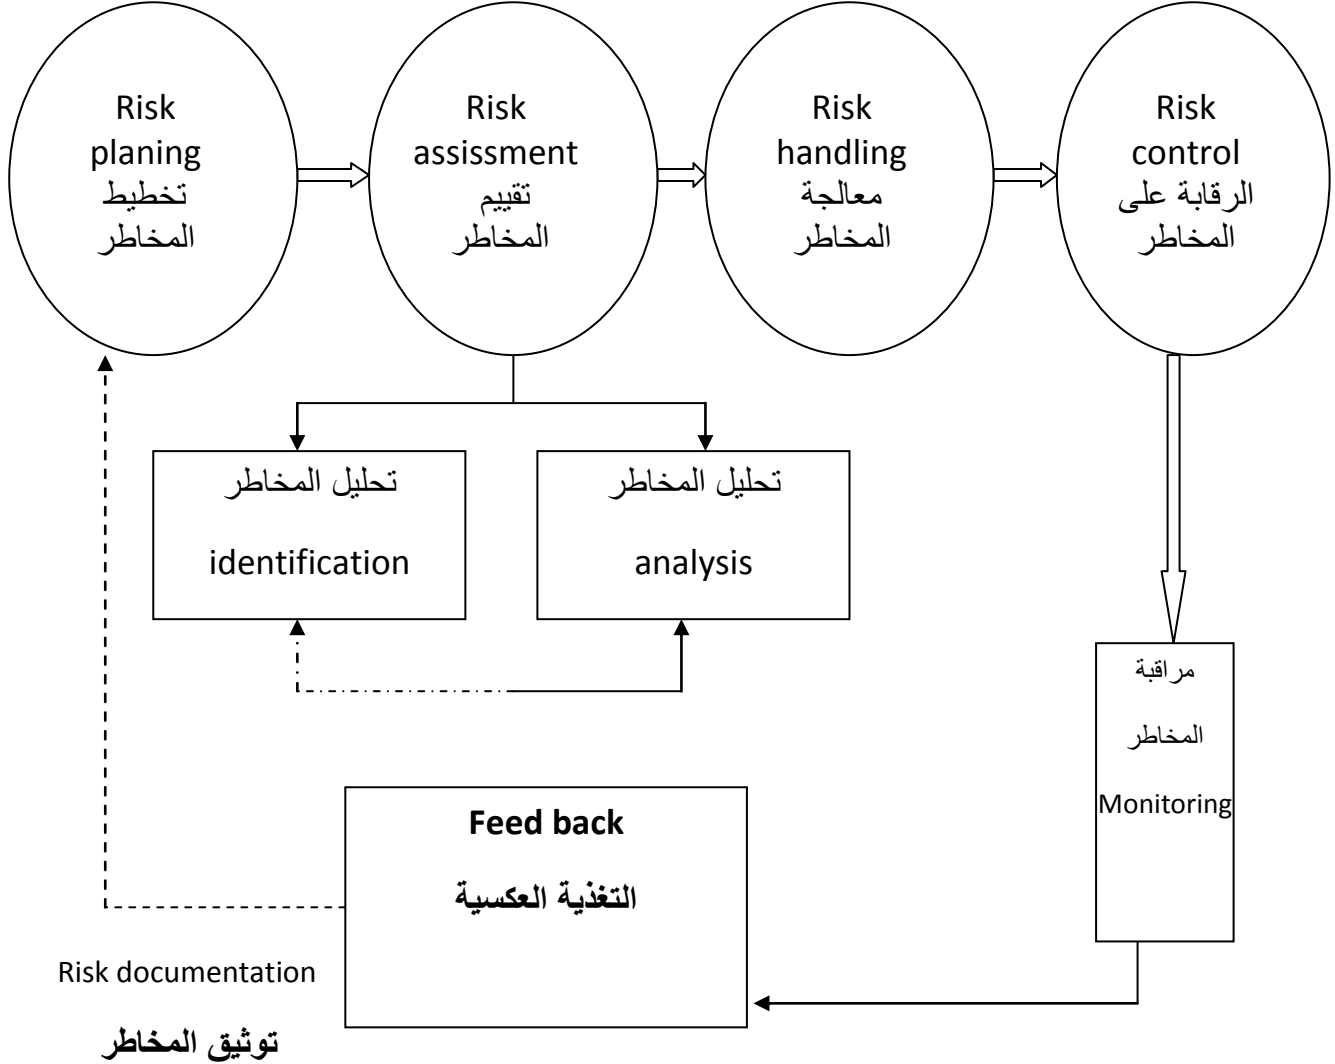 Risk
planing
تخطيط
المخاطر
Risk
assissment
تقييم
المخاطر
Risk
handling
معالجة
المخاطر
Risk
control
الرقابة على
المخاطر
تحليل المخاطر
identification
تحليل المخاطر
analysis
مراقبة
المخاطر
Monitoring
Feed back
التغذية العكسية
Risk documentation
توثيق المخاطر